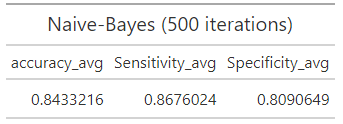 Naive-Bayes (500 iterations)
accuracy_avg Sensitivity_avg Specificity_avg
0.8433216 0.8676024 0.8090649